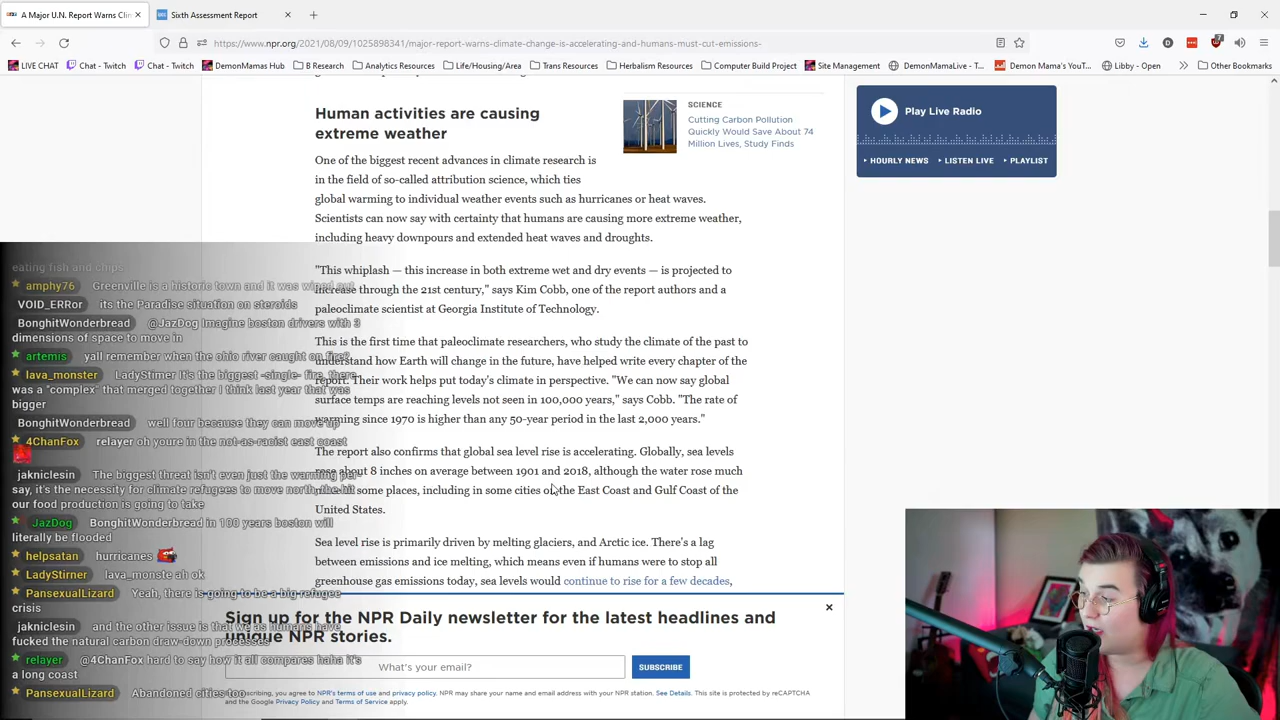 A Major U.N. Report Warns Clim
Sixth Assessment Report
https://www.npr.org/2021/08/09/1025898341/major-report-warns-climate-change-is-accelerating-and-humans-must-cut-emissions-
7
LIVE CHAT
Chat - Twitch
Chat - Twitch
DemonMamas Hub
B Research
Analytics Resources
Life/Housing/Area
Trans Resources
Herbalism Resources
Computer Build Project
Site Management
DemonMamaLive - T...
Demon Mama's YouT...
Libby - Open
Other Bookmarks
Human activities are causing
extreme weather
SCIENCE
Cutting Carbon Pollution
Quickly Would Save About 74
Million Lives, Study Finds
Play Live Radio
HOURLY NEWS
LISTEN LIVE
PLAYLIST
One of the biggest recent advances in climate research is
in the field of so-called attribution science, which ties
global warming to individual weather events such as hurricanes or heat waves.
Scientists can now say with certainty that humans are causing more extreme weather,
including heavy downpours and extended heat waves and droughts.
"This whiplash — this increase in both extreme wet and dry events — is projected to
increase through the 21st century," says Kim Cobb, one of the report authors and a
paleoclimate scientist at Georgia Institute of Technology.
This is the first time that paleoclimate researchers, who study the climate of the past to
understand how Earth will change in the future, have helped write every chapter of the
report. Their work helps put today's climate in perspective. "We can now say global
surface temps are reaching levels not seen in 100,000 years," says Cobb. "The rate of
warming since 1970 is higher than any 50-year period in the last 2,000 years."
The report also confirms that global sea level rise is accelerating. Globally, sea levels
rose about 8 inches on average between 1901 and 2018, although the water rose much
some places, including in some cities on the East Coast and Gulf Coast of the
United States.
Sea level rise is primarily driven by melting glaciers, and Arctic ice. There's a lag
between emissions and ice melting, which means even if humans were to stop all
greenhouse gas emissions today, sea levels would continue to rise for a few decades,
eating fish and chips
amphy76 Greenville is a historic town and it was wiped out
VOID_ERRor its the Paradise situation on steroids
BonghitWonderbread @JazDog Imagine boston drivers with 3
dimensions of space to move in
artemis yall remember when the ohio river caught on fire?
lava_monster LadyStirner It's the biggest -single- fire, there
was a "complex" that merged together I think last year that was
bigger
BonghitWonderbread well four because they can move up
4ChanFox relayer oh youre in the not-as-racist east coast
jakniclesin The biggest threat isn't even just the warming per-
say, it's the necessity for climate refugees to move north, the hit
our food production is going to take
JazDog BonghitWonderbread in 100 years boston will
literally be flooded
helpsatan hurricanes
LadyStirner lava_monste ah ok
PansexualLizard Yeah, there is going to be a big refugee
crisis
jakniclesin and the other issue is that we as humans have
fucked the natural carbon draw-down processes
relayer @4ChanFox hard to say how it all compares haha it's
a long coast
PansexualLizard Abandoned cities too
Sign up for the NPR Daily newsletter for the latest headlines and
unique NPR stories.
What's your email?
SUBSCRIBE
scribing, you agree to NPR's terms of use and privacy policy. NPR may share your name and email address with your NPR station. See Details. This site is protected by reCAPTCHA
and the Google Privacy Policy and Terms of Service apply.